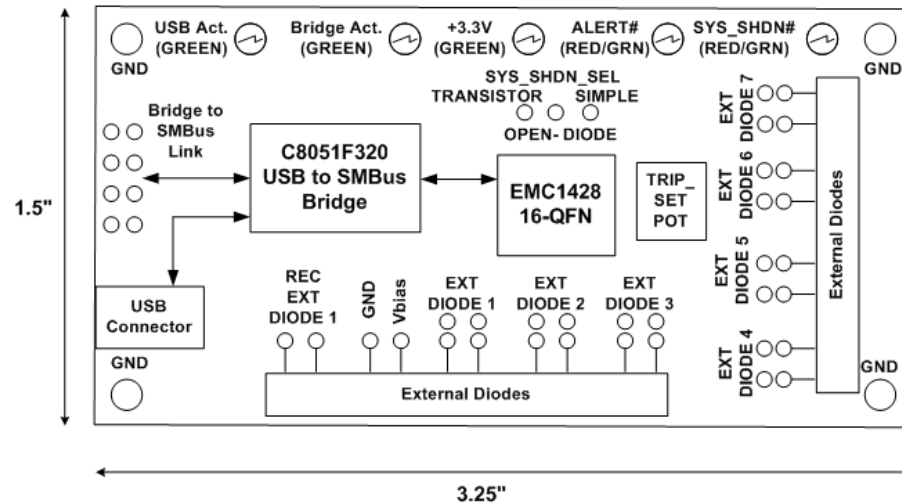 USB Act.
(GREEN)
Bridge Act.
(GREEN)
+3.3V
(GREEN)
ALERT#
(RED/GRN)
SYS_SHDN#
(RED/GRN)
GND
GND
SYS_SHDN_SEL
TRANSISTOR
SIMPLE
OPEN- DIODE
Bridge to
SMBus
Link
C8051F320
USB to SMBus
Bridge
EMC1428
16-QFN
TRIP_
SET
POT
EXT
DIODE 7
EXT
DIODE 6
EXT
DIODE 5
EXT
DIODE 4
External Diodes
1.5"
USB
Connector
REC
EXT
DIODE 1
GND
Vbias
EXT
DIODE 1
EXT
DIODE 2
EXT
DIODE 3
GND
GND
External Diodes
3.25"